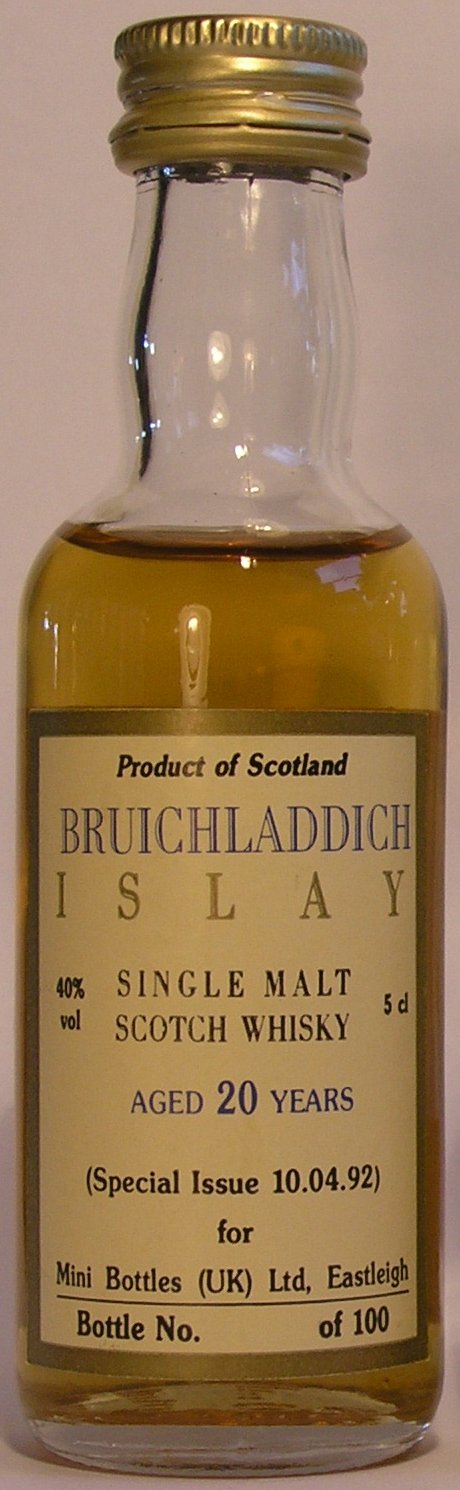 Product of Scotland
BRUICHLADDICH
ISLAY
40% vol
SINGLE MALT
SCOTCH WHISKY
5 cl
AGED 20 YEARS
(Special Issue 10.04.92)
for
Mini Bottles (UK) Ltd, Eastleigh
Bottle No. of 100